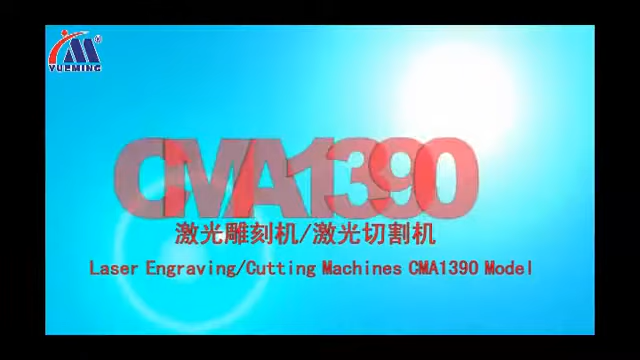 YUEMING
CMA1390
激光雕刻机/激光切割机
Laser Engraving/Cutting Machines CMA1390 Model